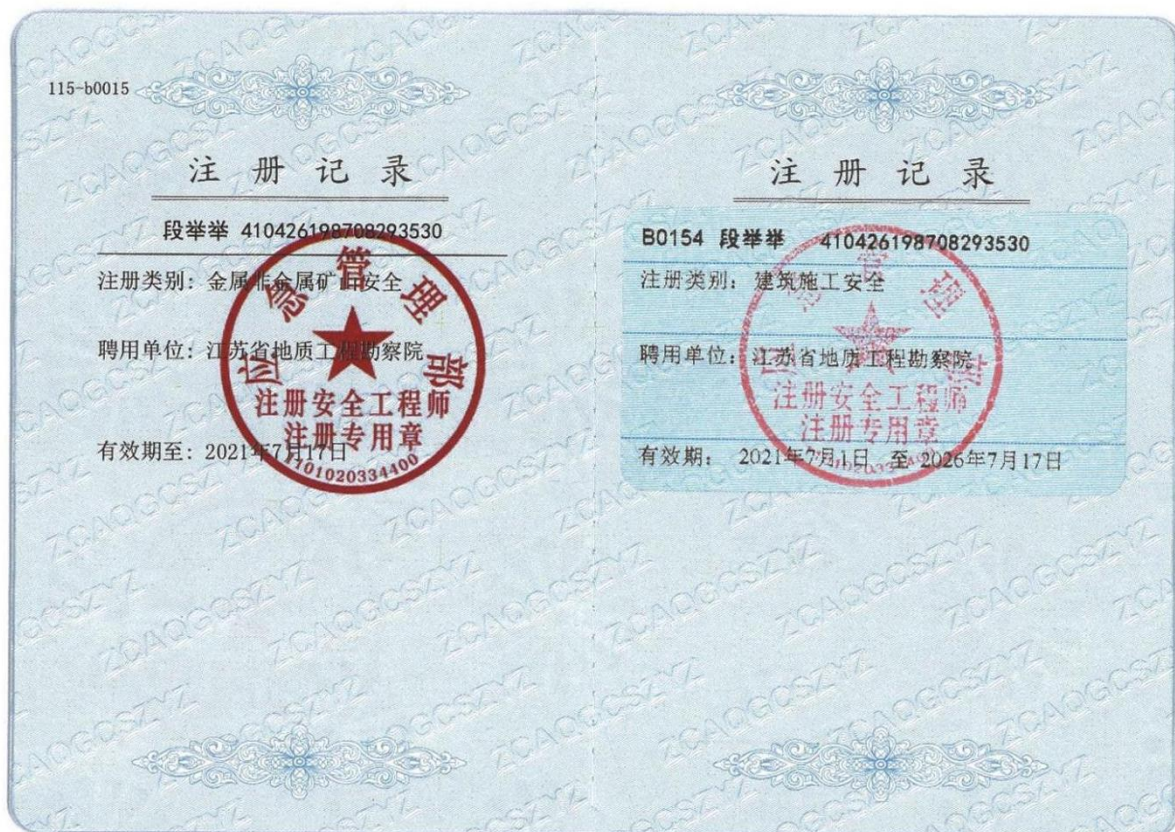 115-b0015
注册记录
段举举 410426198708293530
注册类别: 金属非金属矿山安全
聘用单位: 江苏省地质工程勘察院
有效期至: 2021年7月17日
应急管理部
注册安全工程师
注册专用章
1101020334400
注册记录
B0154 段举举 410426198708293530
注册类别: 建筑施工安全
聘用单位: 江苏省地质工程勘察院
有效期: 2021年7月1日 至 2026年7月17日
应急管理部
注册安全工程师
注册专用章
ZCAQGCSZYZ